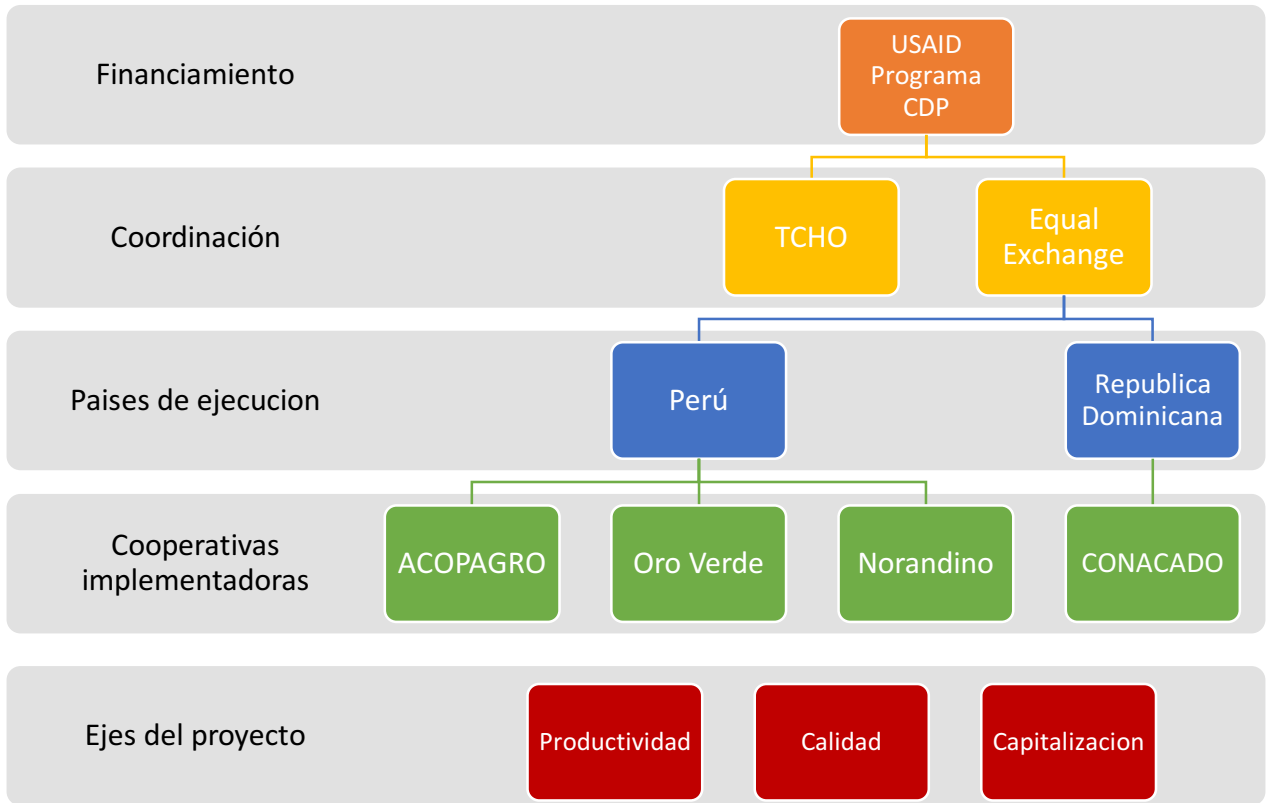 Financiamiento
USAID
Programa
CDP
Coordinación
TCHO
Equal
Exchange
Paises de ejecucion
Perú
Republica
Dominicana
Cooperativas
implementadoras
ACOPAGRO
Oro Verde
Norandino
CONACADO
Ejes del proyecto
Productividad
Calidad
Capitalizacion